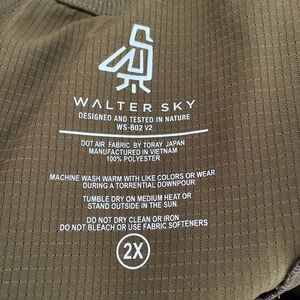 WALTER SKY
DESIGNED AND TESTED IN NATURE
WS-B02 V2
DOT AIR FABRIC BY TORAY JAPAN
MANUFACTURED IN VIETNAM
100% POLYESTER
MACHINE WASH WARM WITH LIKE COLORS OR WEAR
DURING A TORRENTIAL DOWNPOUR.
TUMBLE DRY ON MEDIUM HEAT OR
STAND OUTSIDE IN THE SUN.
DO NOT DRY CLEAN OR IRON
DO NOT BLEACH OR USE FABRIC SOFTENERS
2X